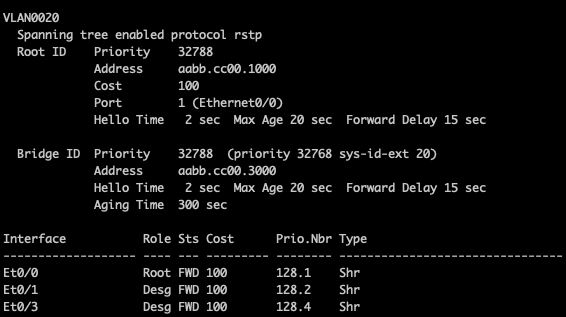 VLAN0020
Spanning tree enabled protocol rstp
Root ID    Priority    32788
Address     aabb.cc00.1000
Cost        100
Port        1 (Ethernet0/0)
Hello Time   2 sec  Max Age 20 sec  Forward Delay 15 sec
Bridge ID  Priority    32788  (priority 32768 sys-id-ext 20)
Address     aabb.cc00.3000
Hello Time   2 sec  Max Age 20 sec  Forward Delay 15 sec
Aging Time  300 sec
Interface           Role Sts Cost      Prio.Nbr Type
------------------- ---- --- --------- -------- --------------------------------
Et0/0               Root FWD 100       128.1    Shr
Et0/1               Desg FWD 100       128.2    Shr
Et0/3               Desg FWD 100       128.4    Shr